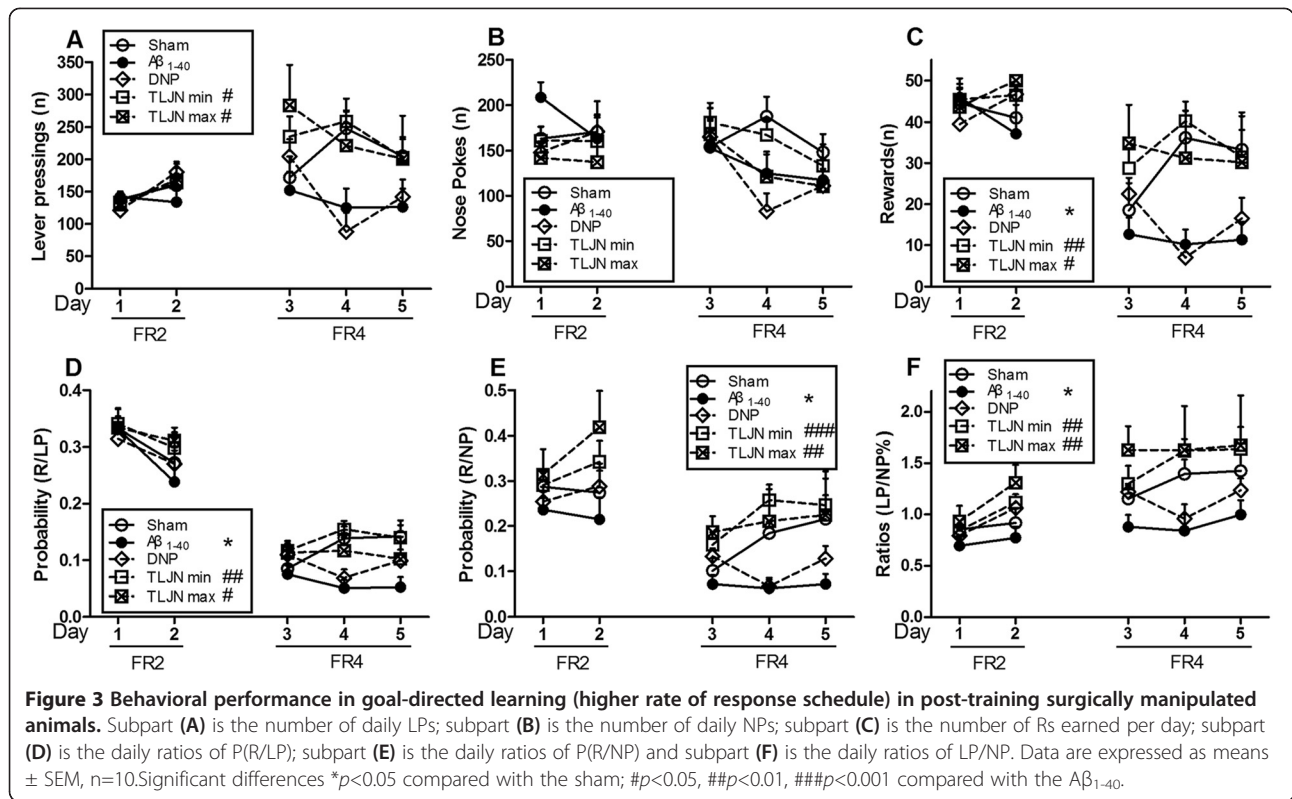 A
Sham
Aβ 1-40
DNP
TLJN min #
TLJN max #
Lever pressings (n)
350
300
250
200
150
100
50
0
Day 1 2 3 4 5
FR2 FR4
B
Nose Pokes (n)
250
200
150
100
50
0
Sham
Aβ 1-40
DNP
TLJN min
TLJN max
Day 1 2 3 4 5
FR2 FR4
C
Rewards(n)
50
40
30
20
10
0
Sham
Aβ 1-40 *
DNP
TLJN min ##
TLJN max #
Day 1 2 3 4 5
FR2 FR4
D
Probability (R/LP)
0.4
0.3
0.2
0.1
0.0
Sham
Aβ 1-40 *
DNP
TLJN min ##
TLJN max #
Day 1 2 3 4 5
FR2 FR4
E
Probability (R/NP)
0.5
0.4
0.3
0.2
0.1
0.0
Sham
Aβ 1-40 *
DNP
TLJN min ###
TLJN max ##
Day 1 2 3 4 5
FR2 FR4
F
Ratios (LP/NP%)
2.0
1.5
1.0
0.5
0.0
Sham
Aβ 1-40 *
DNP
TLJN min ##
TLJN max ##
Day 1 2 3 4 5
FR2 FR4
Figure 3 Behavioral performance in goal-directed learning (higher rate of response schedule) in post-training surgically manipulated
animals. Subpart (A) is the number of daily LPs; subpart (B) is the number of daily NPs; subpart (C) is the number of Rs earned per day; subpart
(D) is the daily ratios of P(R/LP); subpart (E) is the daily ratios of P(R/NP) and subpart (F) is the daily ratios of LP/NP. Data are expressed as means
± SEM, n=10.Significant differences *p<0.05 compared with the sham; #p<0.05, ##p<0.01, ###p<0.001 compared with the Aβ1-40.